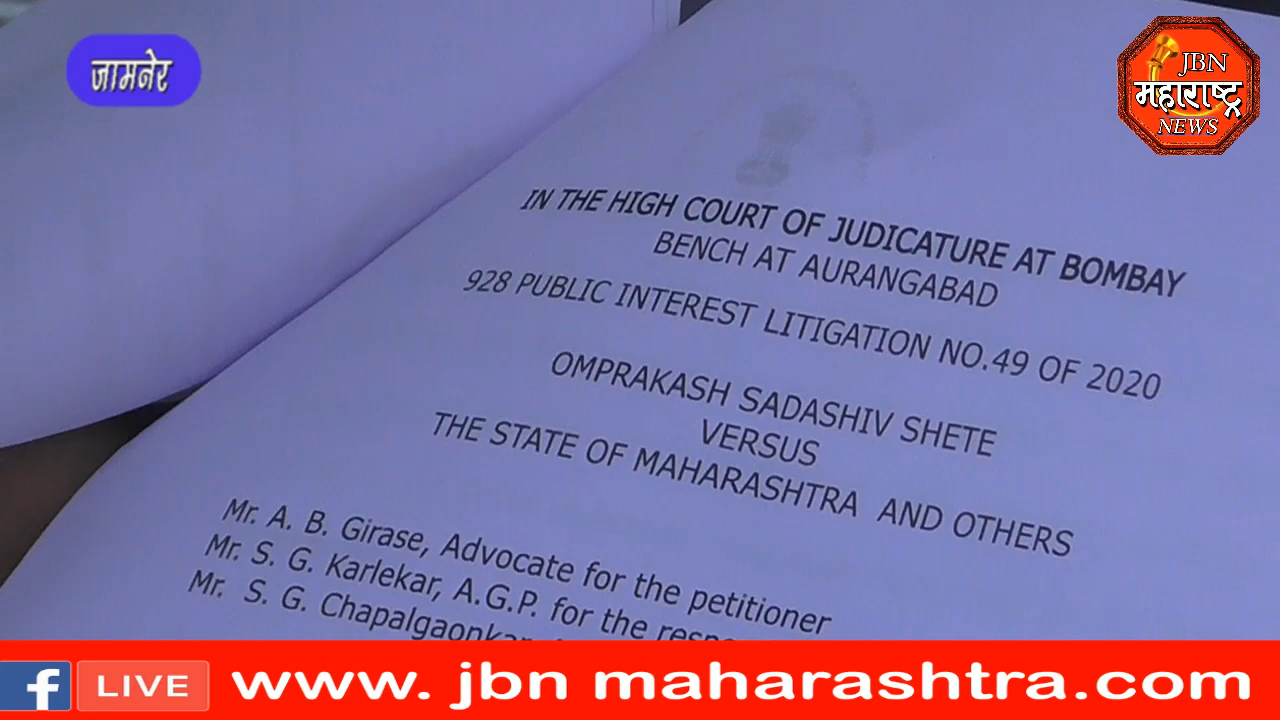 जामनेर
JBN
महाराष्ट्र
NEWS
IN THE HIGH COURT OF JUDICATURE AT BOMBAY
BENCH AT AURANGABAD
928 PUBLIC INTEREST LITIGATION NO.49 OF 2020
OMPRAKASH SADASHIV SHETE
VERSUS
THE STATE OF MAHARASHTRA AND OTHERS
Mr. A. B. Girase, Advocate for the petitioner
Mr. S. G. Karlekar, A.G.P. for the
Mr. S. G. Chapalgaonkar,
f LIVE www. jbn maharashtra.com